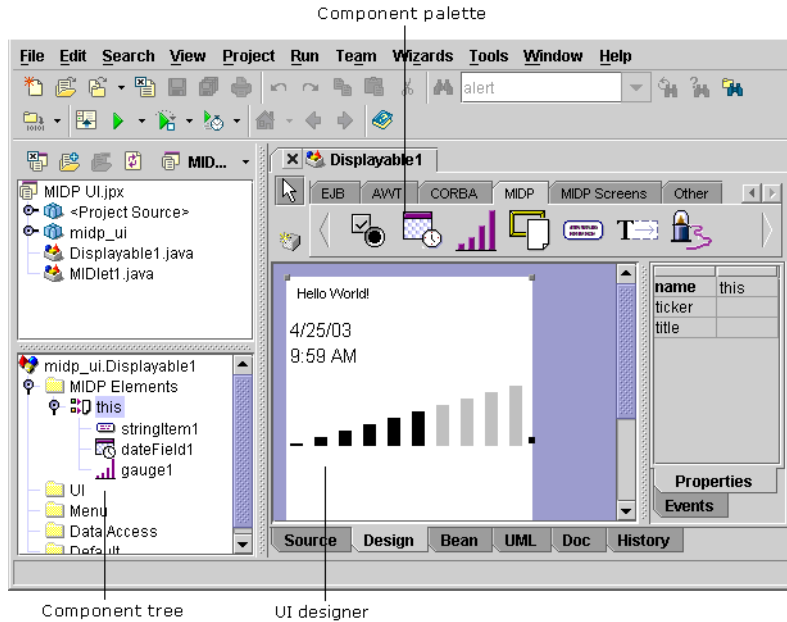 Component palette
File Edit Search View Project Run Team Wizards Tools Window Help
alert
MID...
Displayable1
MIDP UI.jpx
<Project Source>
midp_ui
Displayable1.java
MIDlet1.java
EJB AWT CORBA MIDP MIDP Screens Other
Hello World!
4/25/03
9:59 AM
name this
ticker
title
midp_ui.Displayable1
MIDP Elements
this
stringItem1
dateField1
gauge1
UI
Menu
Data Access
Default
Properties
Events
Source Design Bean UML Doc History
Component tree
UI designer